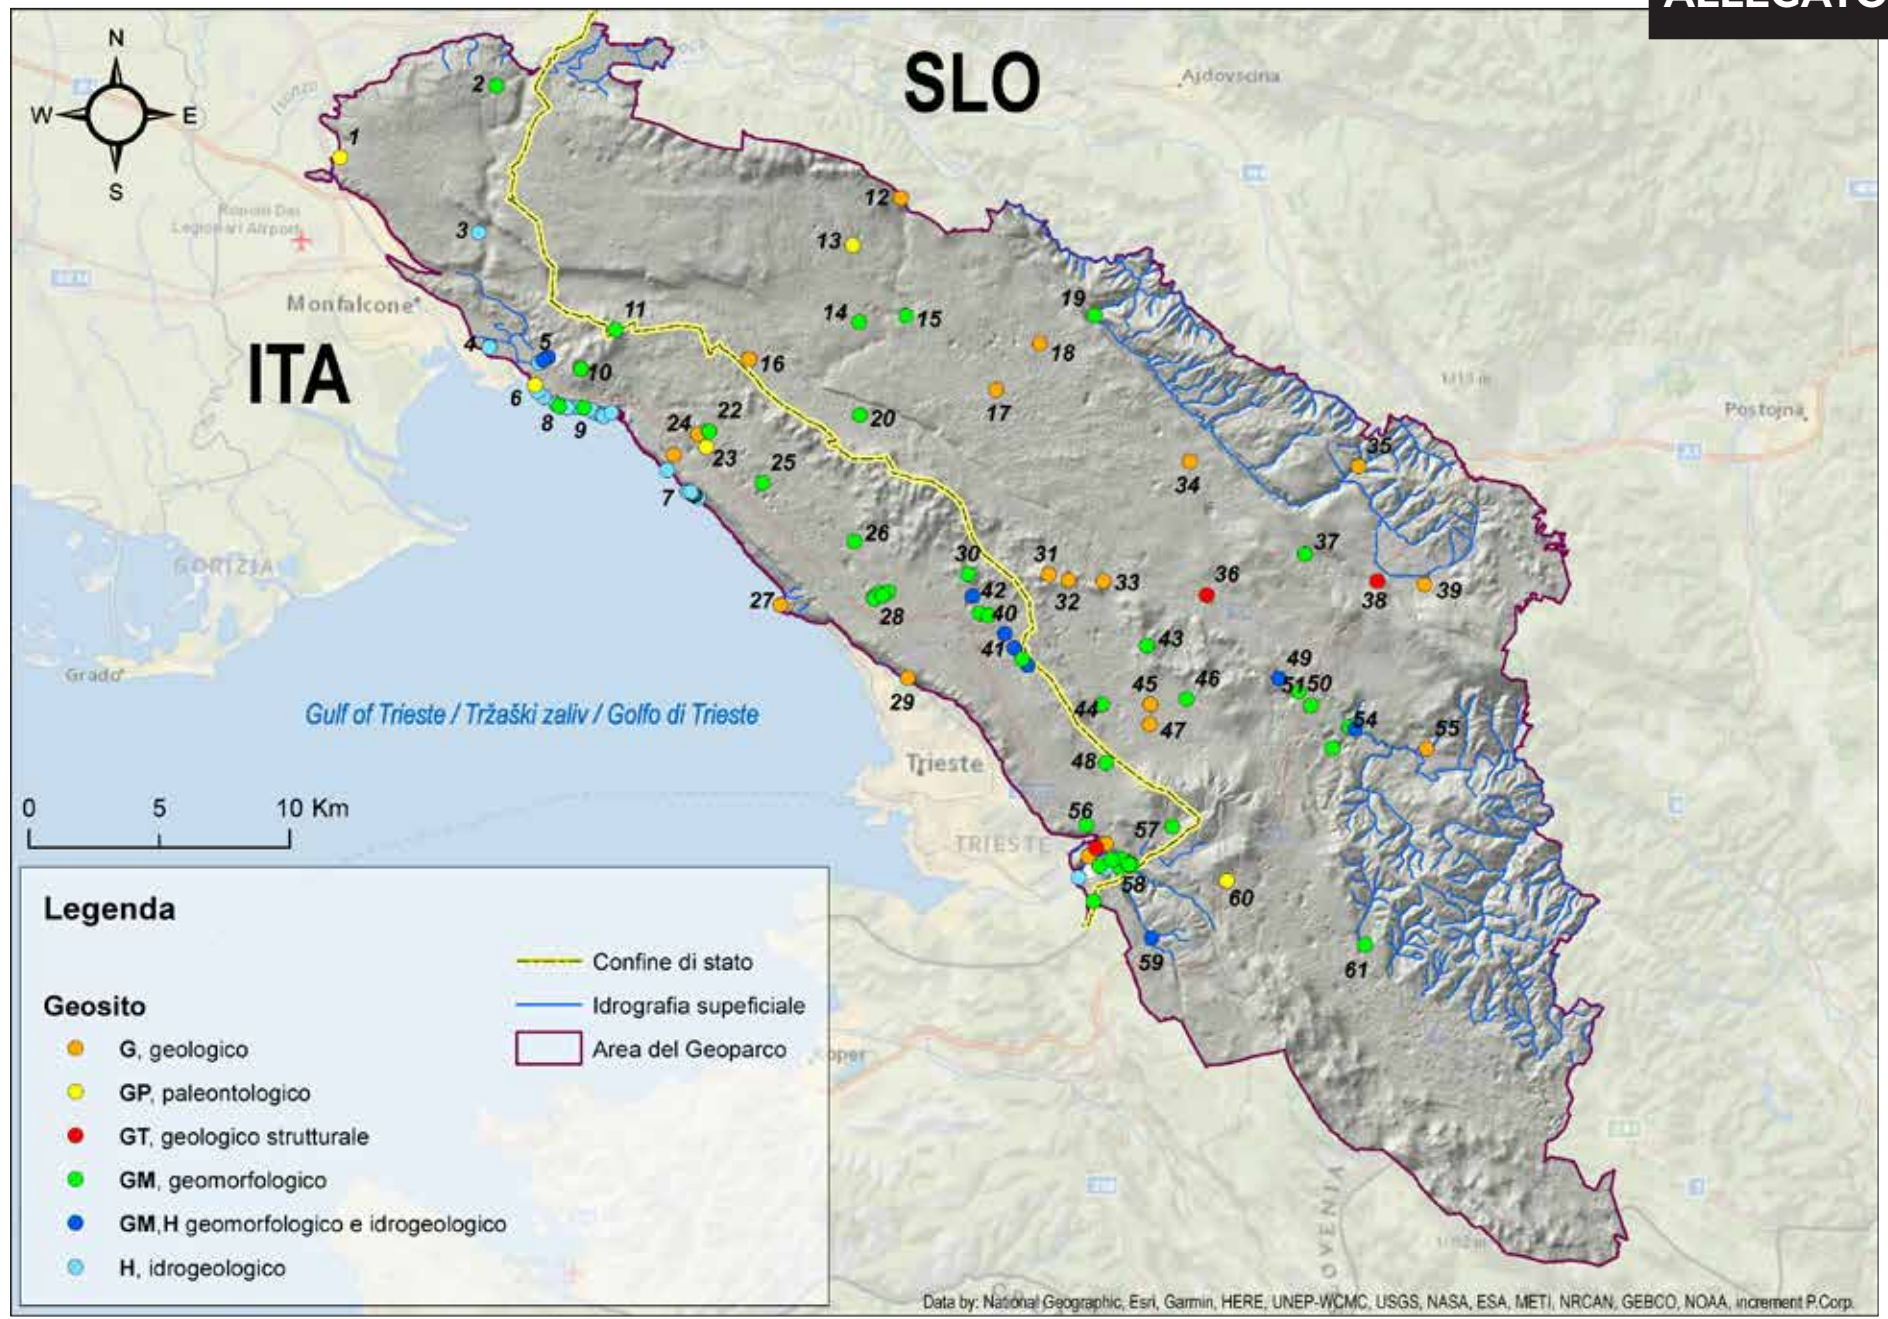 ALLEGATO
N
W
E
S
SLO
ITA
Ajdovscina
Isonzo
Ronchi Dei
Legionari Airport
Monfalcone
Postojna
GORIZIA
Grado
Gulf of Trieste / Tržaški zaliv / Golfo di Trieste
Trieste
TRIESTE
Koper
1
2
3
4
5
6
7
8
9
10
11
12
13
14
15
16
17
18
19
20
22
23
24
25
26
27
28
29
30
31
32
33
34
35
36
37
38
39
40
41
42
43
44
45
46
47
48
49
50
51
54
55
56
57
58
59
60
61
0 5 10 Km
Legenda
Confine di stato
Idrografia supeficiale
Area del Geoparco
Geosito
G, geologico
GP, paleontologico
GT, geologico strutturale
GM, geomorfologico
GM,H geomorfologico e idrogeologico
H, idrogeologico
Data by: National Geographic, Esri, Garmin, HERE, UNEP-WCMC, USGS, NASA, ESA, METI, NRCAN, GEBCO, NOAA, increment P.Corp.